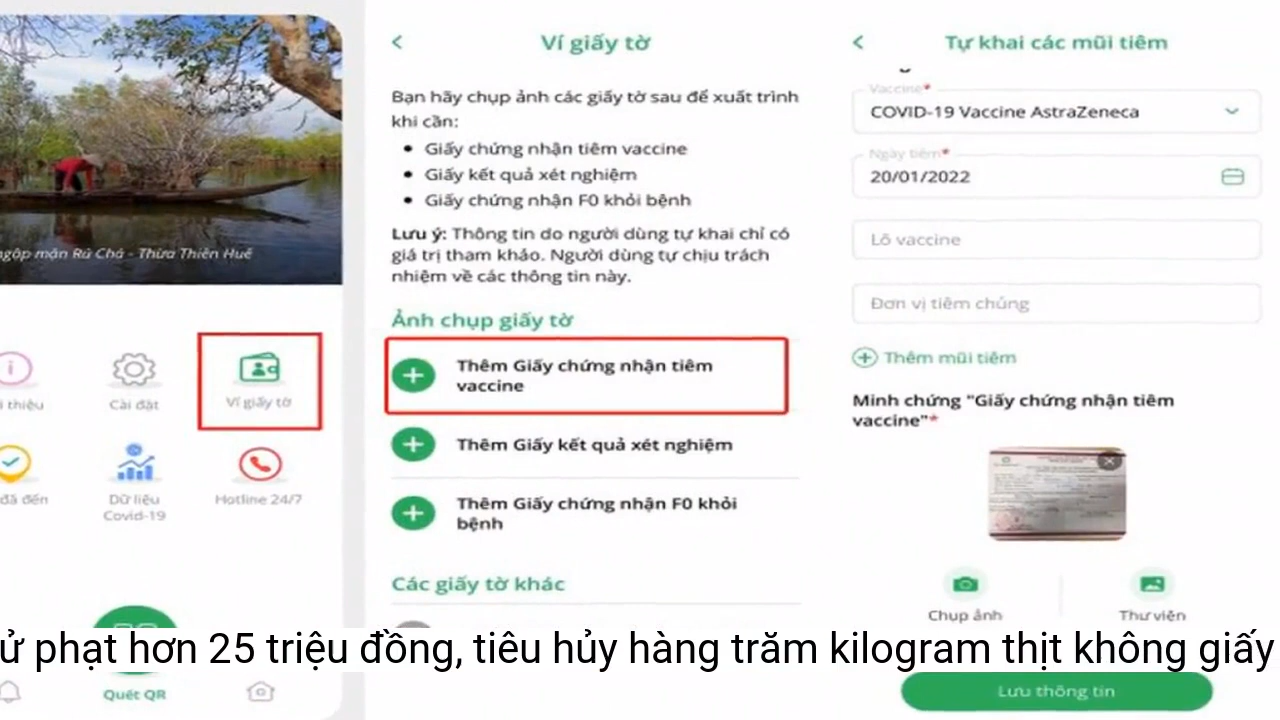 ngập mặn Rú Chá - Thừa Thiên Huế
thiệu
Cài đặt
Ví giấy tờ
đã đến
Dữ liệu
Covid-19
Hotline 24/7
Quét QR
Ví giấy tờ
Bạn hãy chụp ảnh các giấy tờ sau để xuất trình
khi cần:
• Giấy chứng nhận tiêm vaccine
• Giấy kết quả xét nghiệm
• Giấy chứng nhận F0 khỏi bệnh
Lưu ý: Thông tin do người dùng tự khai chỉ có
giá trị tham khảo. Người dùng tự chịu trách
nhiệm về các thông tin này.
Ảnh chụp giấy tờ
Thêm Giấy chứng nhận tiêm
vaccine
Thêm Giấy kết quả xét nghiệm
Thêm Giấy chứng nhận F0 khỏi
bệnh
Các giấy tờ khác
Tự khai các mũi tiêm
Vaccine*
COVID-19 Vaccine AstraZeneca
Ngày tiêm*
20/01/2022
Lô vaccine
Đơn vị tiêm chủng
Thêm mũi tiêm
Minh chứng "Giấy chứng nhận tiêm
vaccine"*
Chụp ảnh
Thư viện
Lưu thông tin
ử phạt hơn 25 triệu đồng, tiêu hủy hàng trăm kilogram thịt không giấy